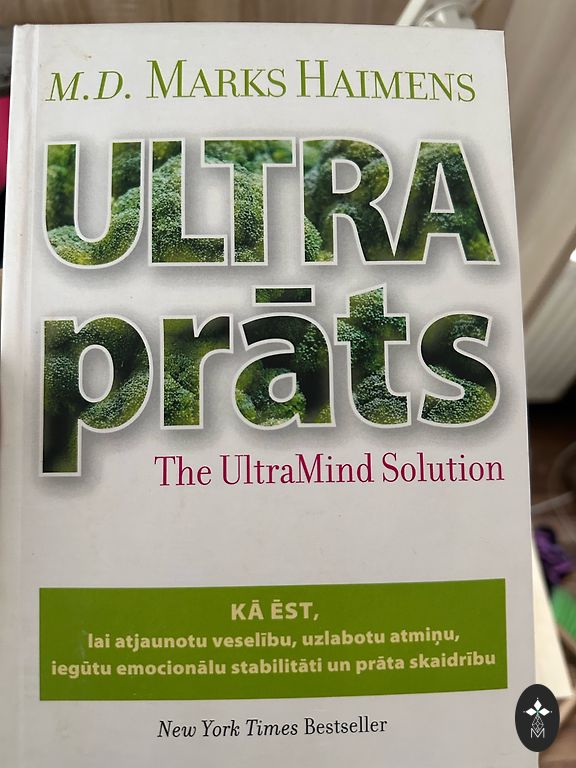 M.D. MARKS HAIMENS
ULTRA
prāts
The UltraMind Solution
KĀ ĒST,
lai atjaunotu veselību, uzlabotu atmiņu,
iegūtu emocionālu stabilitāti un prāta skaidrību
New York Times Bestseller
M